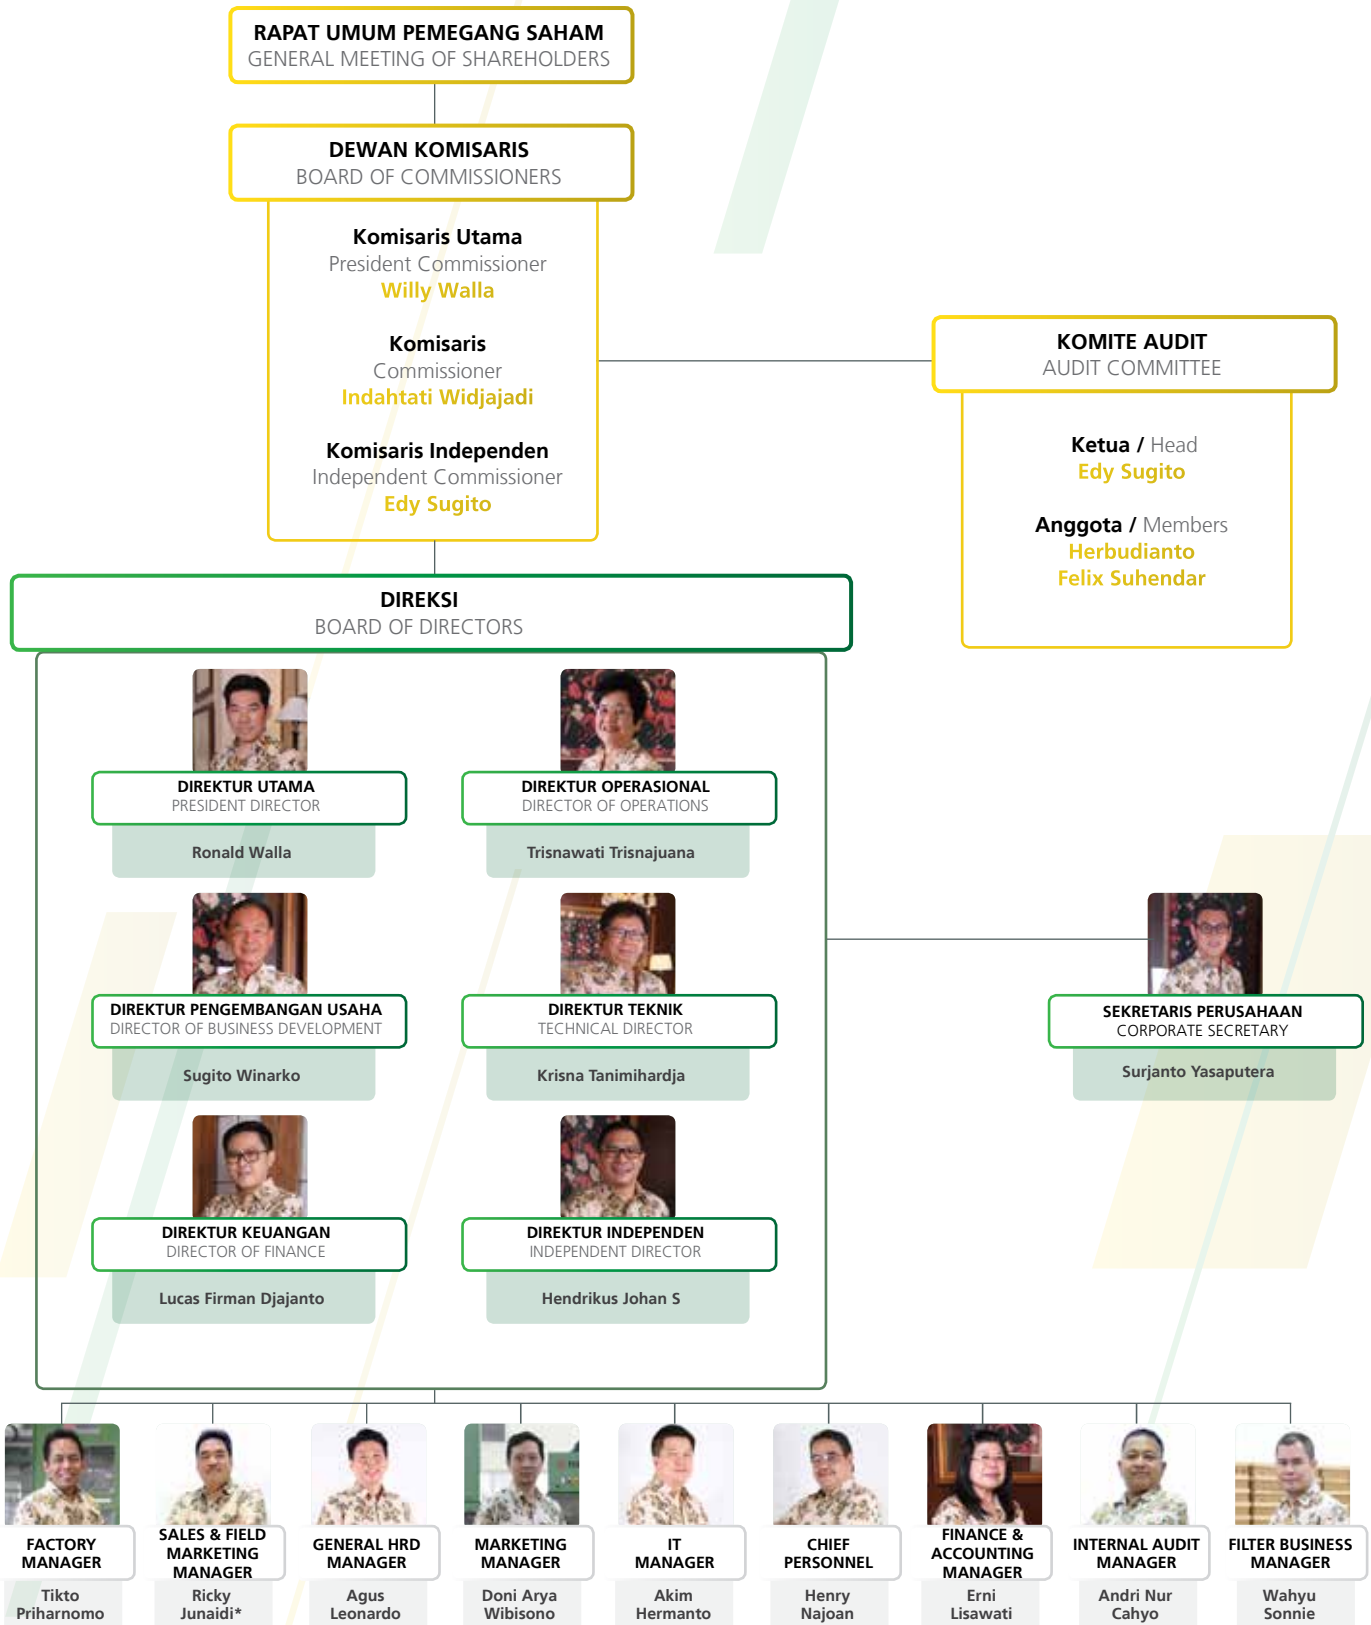 RAPAT UMUM PEMEGANG SAHAM
GENERAL MEETING OF SHAREHOLDERS
DEWAN KOMISARIS
BOARD OF COMMISSIONERS
Komisaris Utama
President Commissioner
Willy Walla
Komisaris
Commissioner
Indahtati Widjajadi
Komisaris Independen
Independent Commissioner
Edy Sugito
KOMITE AUDIT
AUDIT COMMITTEE
Ketua / Head
Edy Sugito
Anggota / Members
Herbudianto
Felix Suhendar
DIREKSI
BOARD OF DIRECTORS
DIREKTUR UTAMA
PRESIDENT DIRECTOR
Ronald Walla
DIREKTUR OPERASIONAL
DIRECTOR OF OPERATIONS
Trisnawati Trisnajuana
DIREKTUR PENGEMBANGAN USAHA
DIRECTOR OF BUSINESS DEVELOPMENT
Sugito Winarko
DIREKTUR TEKNIK
TECHNICAL DIRECTOR
Krisna Tanimihardja
SEKRETARIS PERUSAHAAN
CORPORATE SECRETARY
Surjanto Yasaputera
DIREKTUR KEUANGAN
DIRECTOR OF FINANCE
Lucas Firman Djajanto
DIREKTUR INDEPENDEN
INDEPENDENT DIRECTOR
Hendrikus Johan S
FACTORY
MANAGER
Tikto
Priharnomo
SALES & FIELD
MARKETING
MANAGER
Ricky
Junaidi*
GENERAL HRD
MANAGER
Agus
Leonardo
MARKETING
MANAGER
Doni Arya
Wibisono
IT
MANAGER
Akim
Hermanto
CHIEF
PERSONNEL
Henry
Najoan
FINANCE &
ACCOUNTING
MANAGER
Erni
Lisawati
INTERNAL AUDIT
MANAGER
Andri Nur
Cahyo
FILTER BUSINESS
MANAGER
Wahyu
Sonnie